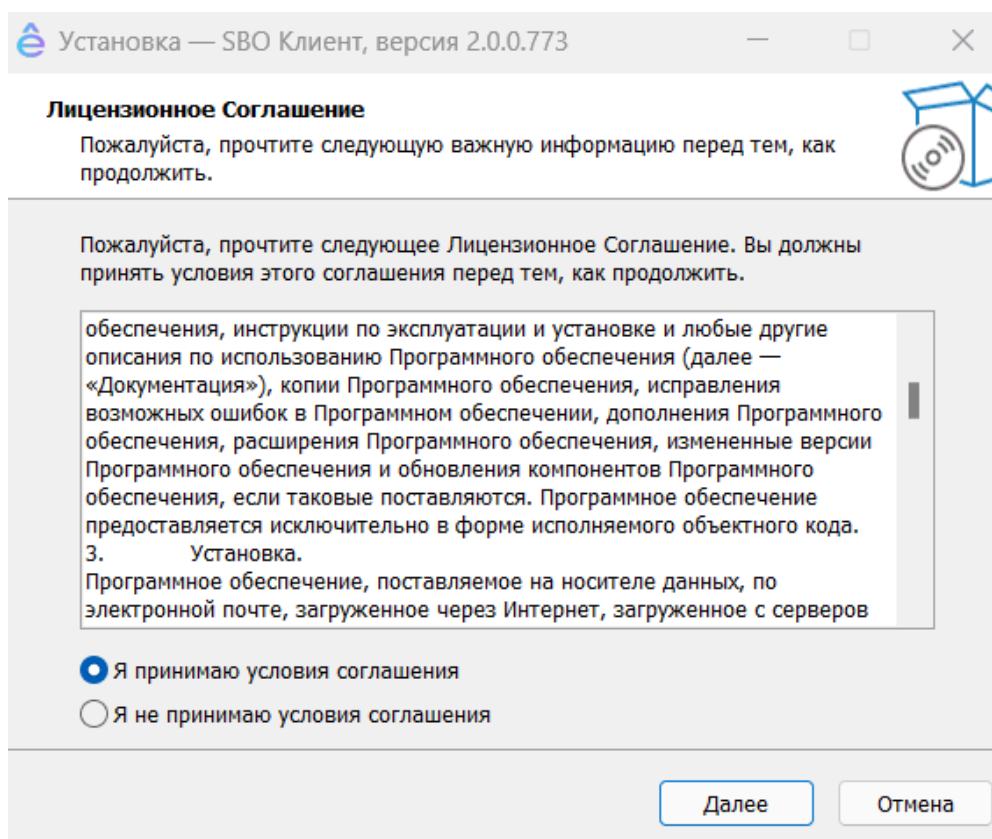 Установка — SBO Клиент, версия 2.0.0.773
Лицензионное Соглашение
Пожалуйста, прочтите следующую важную информацию перед тем, как
продолжить.
Пожалуйста, прочтите следующее Лицензионное Соглашение. Вы должны
принять условия этого соглашения перед тем, как продолжить.
обеспечения, инструкции по эксплуатации и установке и любые другие
описания по использованию Программного обеспечения (далее —
«Документация»), копии Программного обеспечения, исправления
возможных ошибок в Программном обеспечении, дополнения Программного
обеспечения, расширения Программного обеспечения, измененные версии
Программного обеспечения и обновления компонентов Программного
обеспечения, если таковые поставляются. Программное обеспечение
предоставляется исключительно в форме исполняемого объектного кода.
3. Установка.
Программное обеспечение, поставляемое на носителе данных, по
электронной почте, загруженное через Интернет, загруженное с серверов
Я принимаю условия соглашения
Я не принимаю условия соглашения
Далее
Отмена